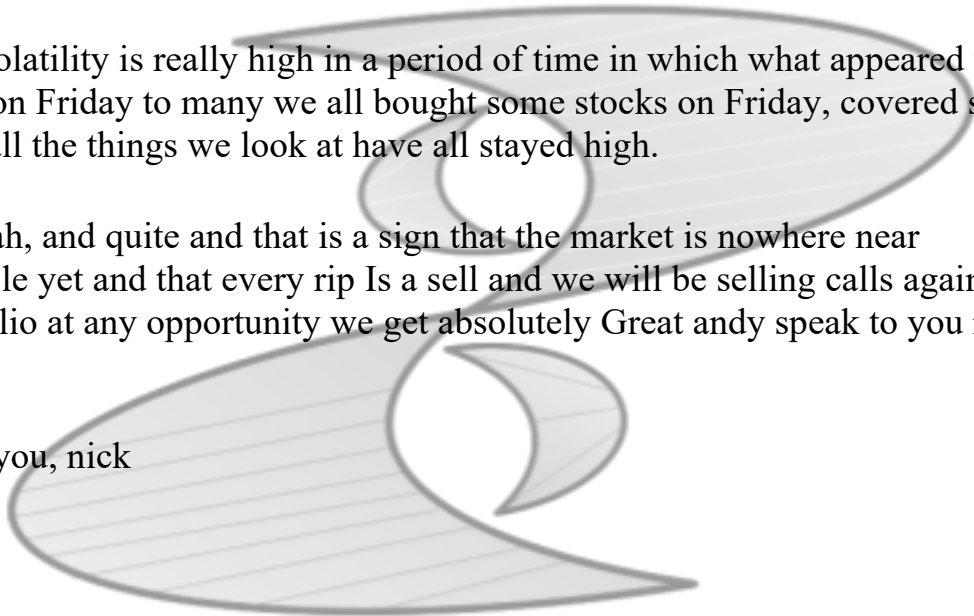 olatility is really high in a period of time in which what appeared
on Friday to many we all bought some stocks on Friday, covered s
ll the things we look at have all stayed high.
h, and quite and that is a sign that the market is nowhere near
le yet and that every rip Is a sell and we will be selling calls again
lio at any opportunity we get absolutely Great andy speak to you
you, nick